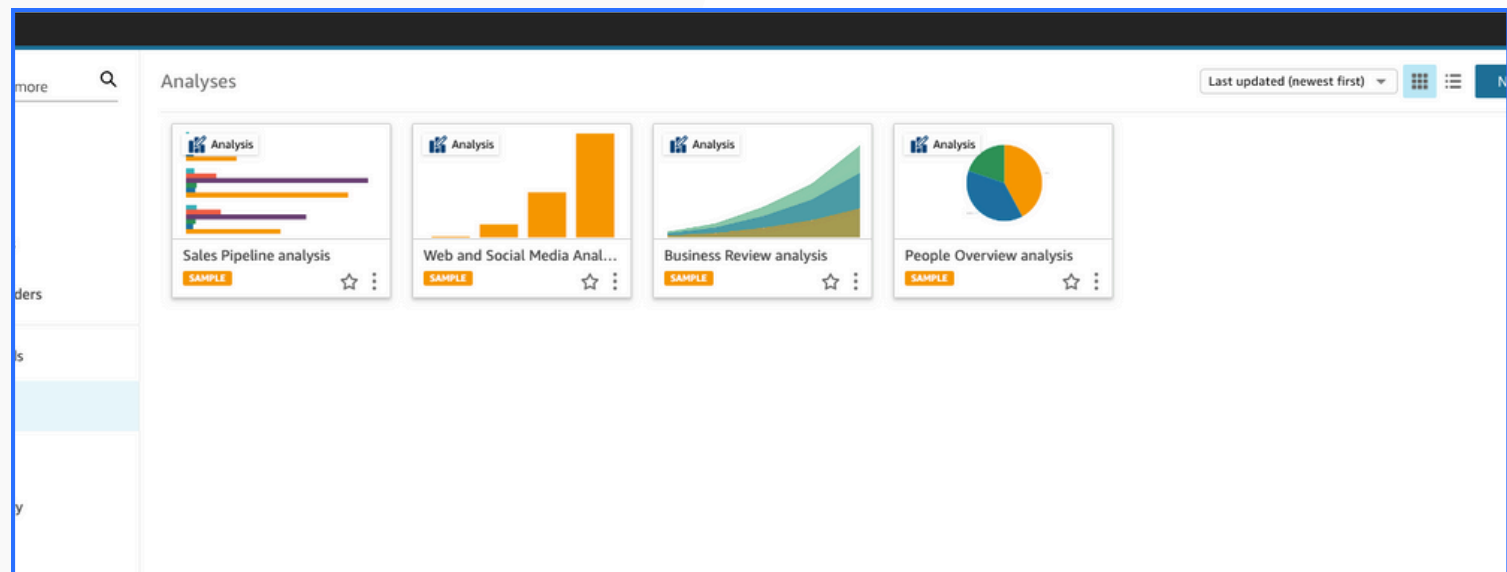 more
Analyses
Last updated (newest first)
N
Analysis
Analysis
Analysis
Analysis
Sales Pipeline analysis
Web and Social Media Anal...
Business Review analysis
People Overview analysis
SAMPLE
SAMPLE
SAMPLE
SAMPLE
ders
ls
y